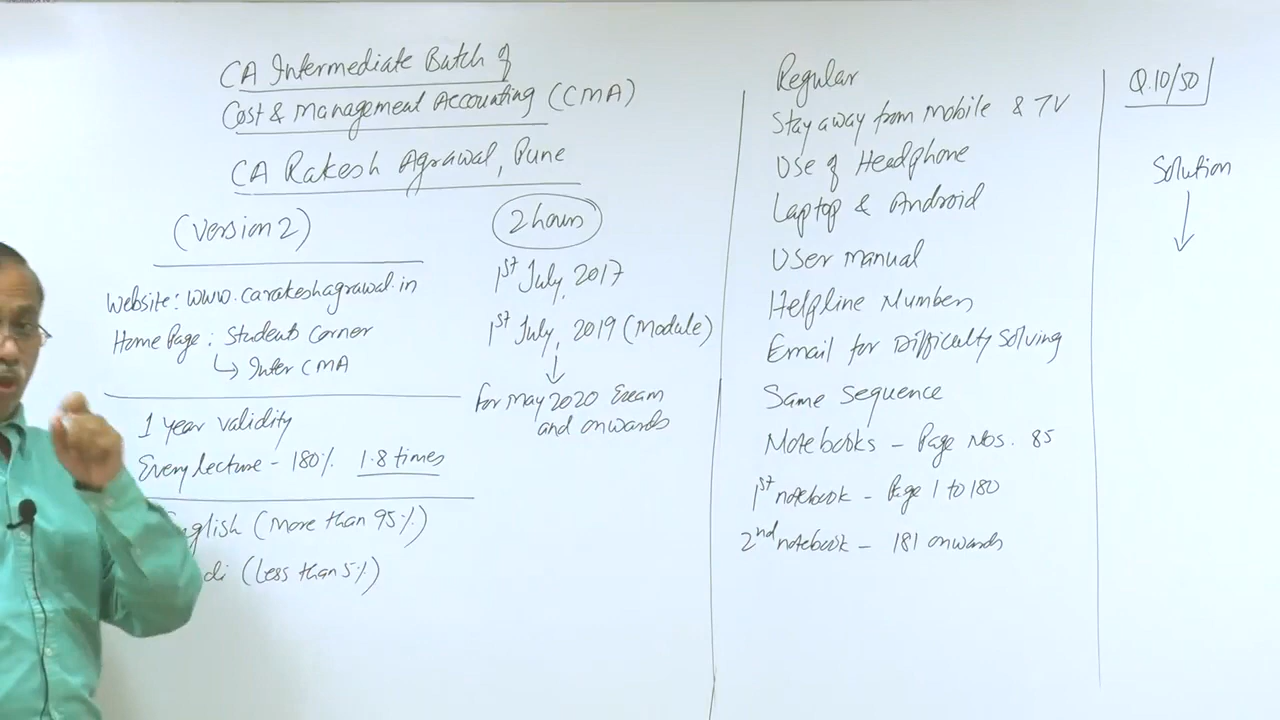 CA Intermediate Batch of
Cost & Management Accounting (CMA)
CA Rakesh Agrawal, Pune
(Version 2)
2 hours
Website: www.carakeshagrawal.in
Home Page: Students Corner
↳ Inter CMA
1st July, 2017
1st July, 2019 (Module)
↓
For May 2020 Exam
and onwards
1 year validity
Every lecture - 180% 1.8 times
English (More than 95%)
di (Less than 5%)
Regular
Stay away from Mobile & TV
Use of Headphone
Laptop & Android
User manual
Helpline Numbers
Email for Difficulty Solving
Same sequence
Notebooks - Page Nos. 85
1st notebook - Page 1 to 180
2nd notebook - 181 onwards
Q.10/50
Solution
↓